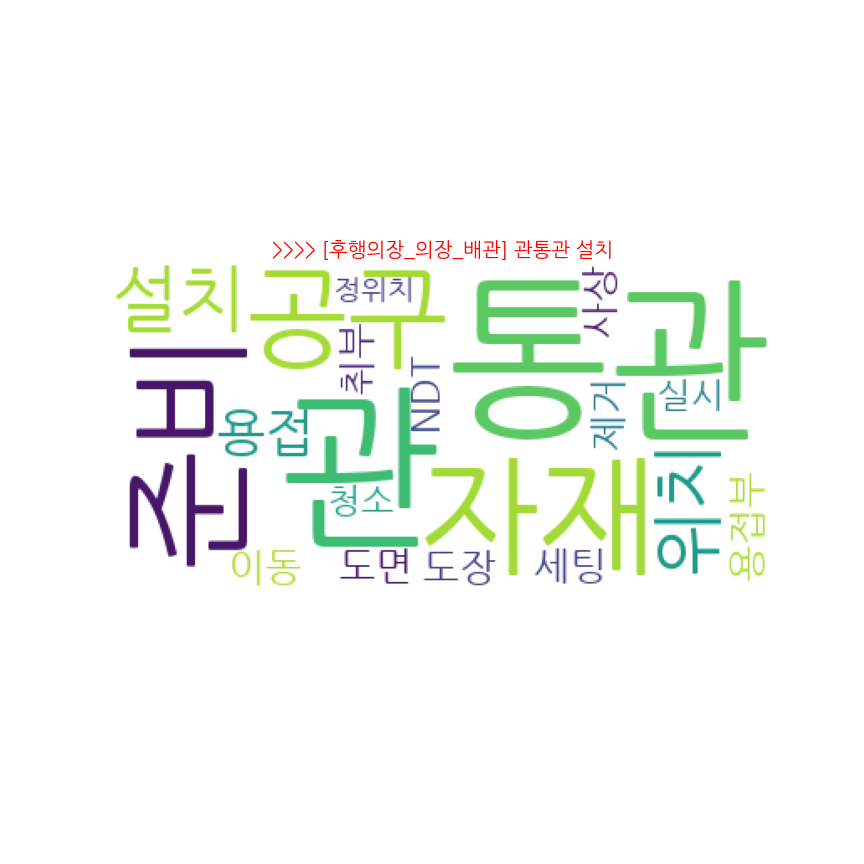 >>>> [후행의장_의장_배관] 관통관 설치
설치
공구
정위치
통관
사상
준비
취부
NDT
용접
관
제거
실시
청소
자재
위치
용접부
이동
도면
도장
세팅